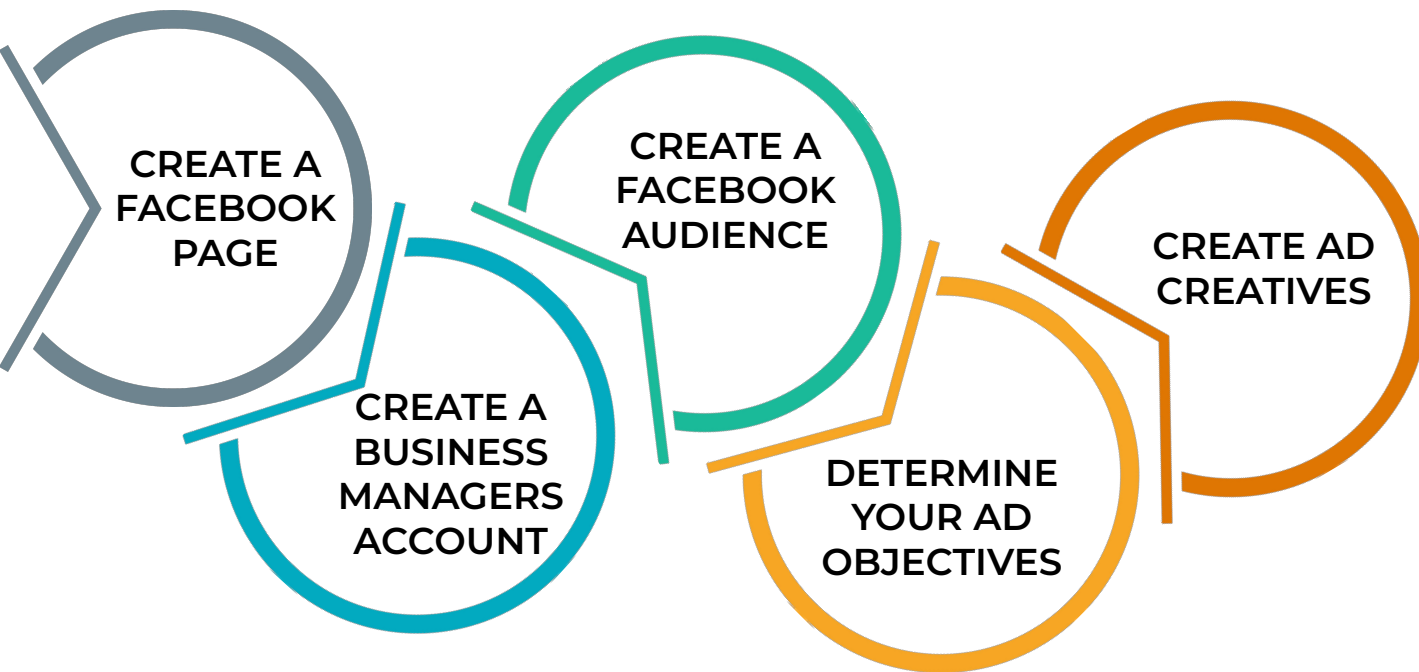 CREATE A
FACEBOOK
PAGE
CREATE A
BUSINESS
MANAGERS
ACCOUNT
CREATE A
FACEBOOK
AUDIENCE
DETERMINE
YOUR AD
OBJECTIVES
CREATE AD
CREATIVES